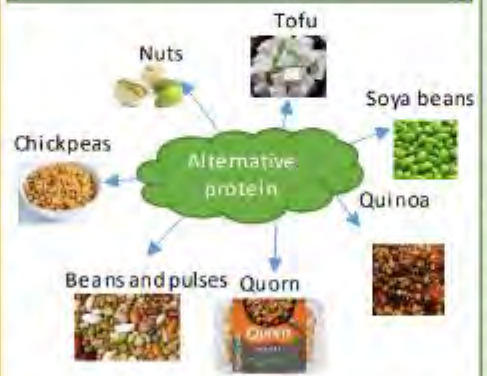 Tofu
Nuts
Soya beans
Chickpeas
Alternative
protein
Quinoa
Beans and pulses
Quorn
Quorn